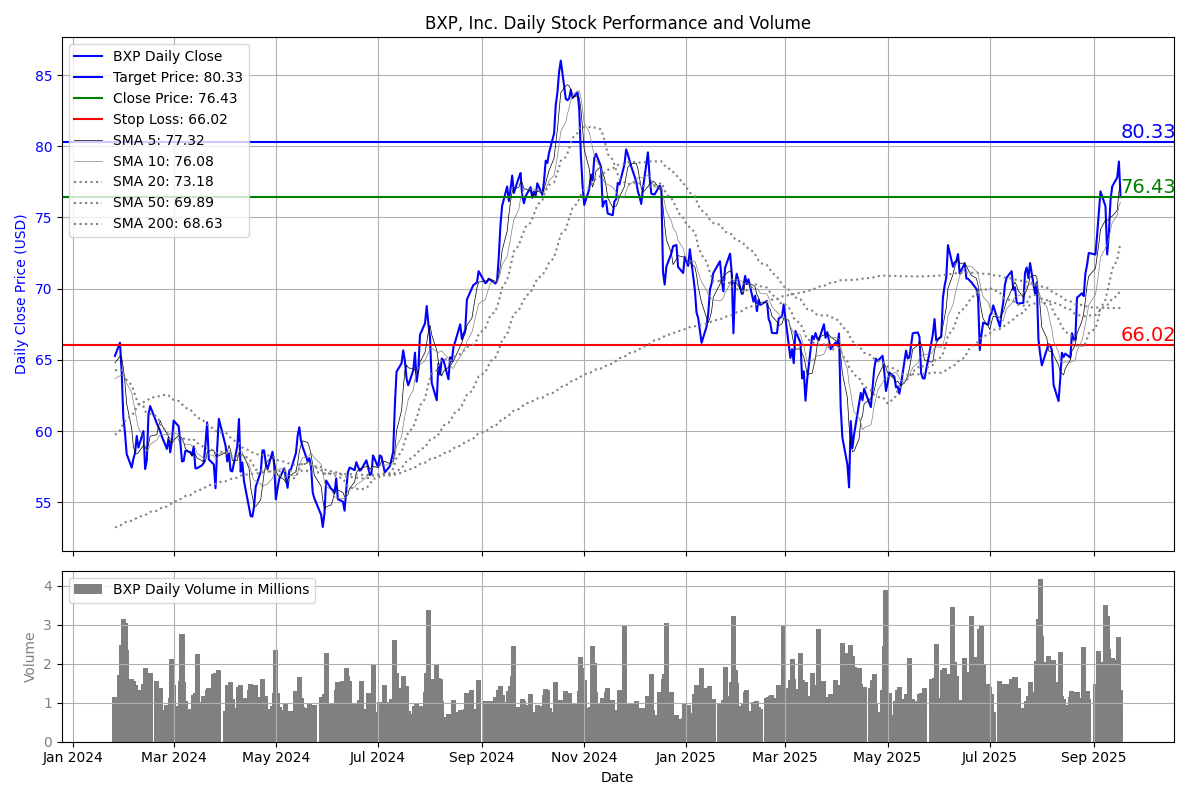 BXP, Inc. Daily Stock Performance and Volume
BXP Daily Close
Target Price: 80.33
Close Price: 76.43
Stop Loss: 66.02
SMA 5: 77.32
SMA 10: 76.08
SMA 20: 73.18
SMA 50: 69.89
SMA 200: 68.63
Daily Close Price (USD)
85
80
75
70
65
60
55
80.33
76.43
66.02
BXP Daily Volume in Millions
Volume
4
3
2
1
0
Jan 2024 Mar 2024 May 2024 Jul 2024 Sep 2024 Nov 2024 Jan 2025 Mar 2025 May 2025 Jul 2025 Sep 2025
Date